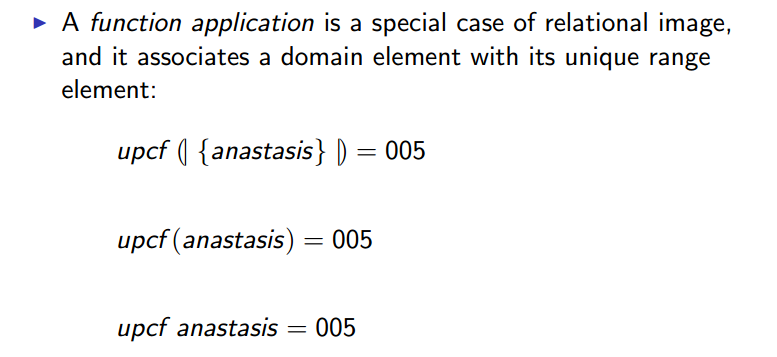 ▶ A function application is a special case of relational image,
and it associates a domain element with its unique range
element:
upcf ⦇ {anastasis} ⦈ = 005
upcf (anastasis) = 005
upcf anastasis = 005